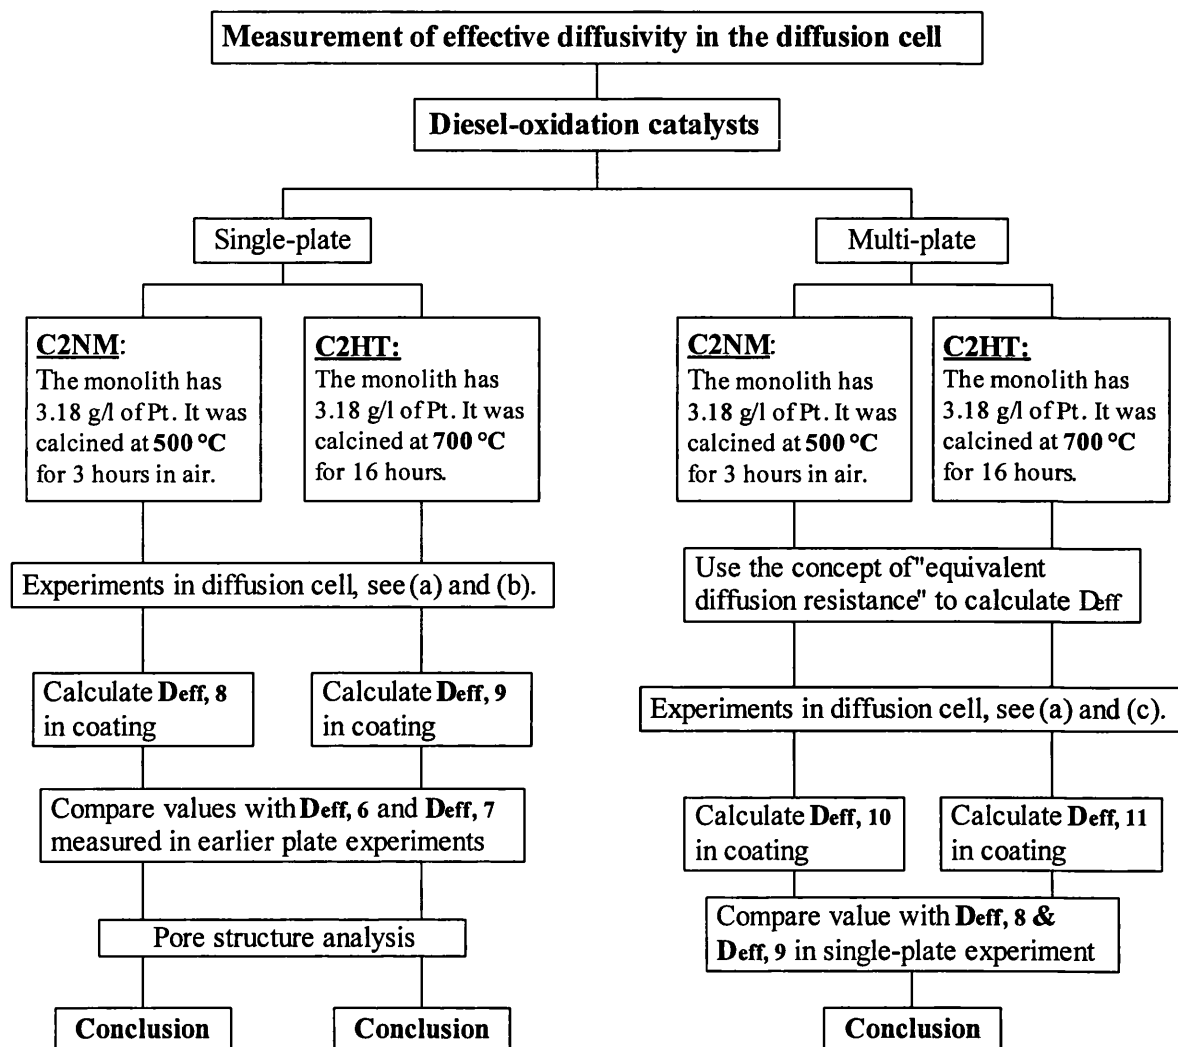 Measurement of effective diffusivity in the diffusion cell
Diesel-oxidation catalysts
Single-plate
Multi-plate
C2NM:
The monolith has
3.18 g/l of Pt. It was
calcined at 500 °C
for 3 hours in air.
C2HT:
The monolith has
3.18 g/l of Pt. It was
calcined at 700 °C
for 16 hours.
C2NM:
The monolith has
3.18 g/l of Pt. It was
calcined at 500 °C
for 3 hours in air.
C2HT:
The monolith has
3.18 g/l of Pt. It was
calcined at 700 °C
for 16 hours.
Experiments in diffusion cell, see (a) and (b).
Use the concept of "equivalent
diffusion resistance" to calculate Deff
Calculate Deff, 8
in coating
Calculate Deff, 9
in coating
Experiments in diffusion cell, see (a) and (c).
Compare values with Deff, 6 and Deff, 7
measured in earlier plate experiments
Calculate Deff, 10
in coating
Calculate Deff, 11
in coating
Pore structure analysis
Compare value with Deff, 8 &
Deff, 9 in single-plate experiment
Conclusion
Conclusion
Conclusion